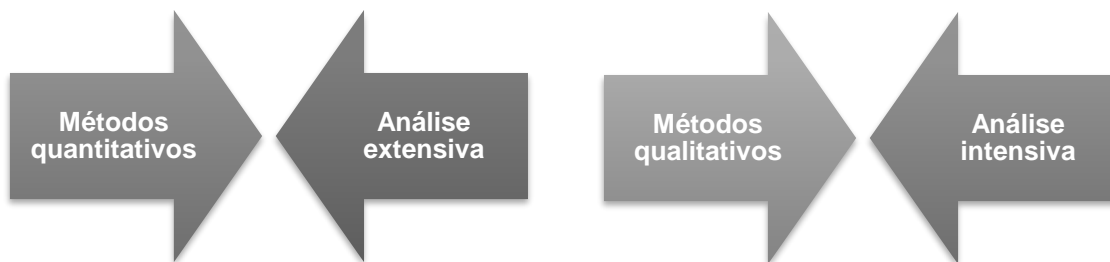 Métodos
quantitativos
Análise
extensiva
Métodos
qualitativos
Análise
intensiva